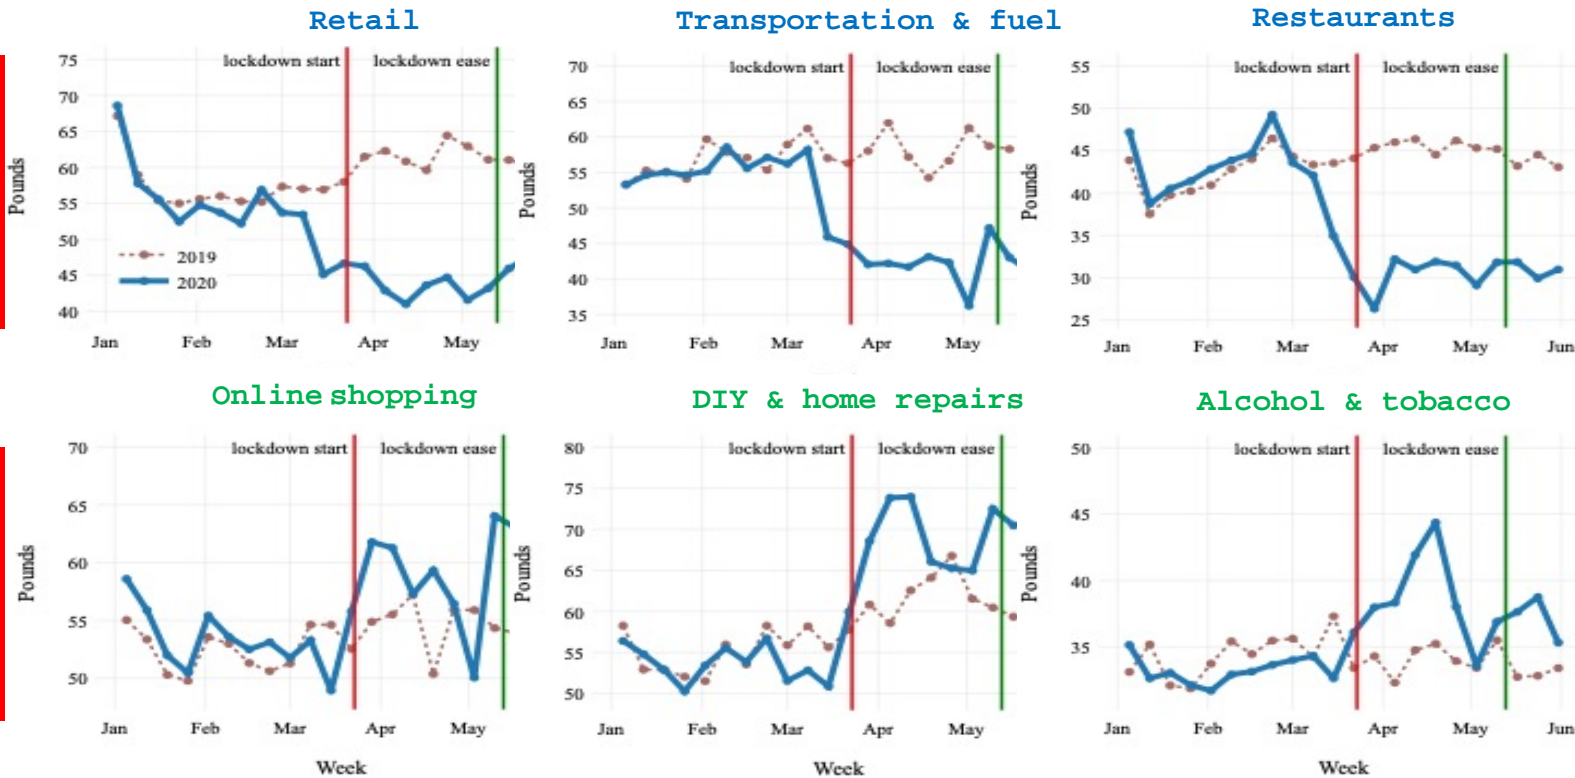 Retail
75
70
65
60
55
50
45
40
Pounds
lockdown start
lockdown ease
2019
2020
Jan Feb Mar Apr May
Transportation & fuel
70
65
60
55
50
45
40
35
Pounds
lockdown start
lockdown ease
Jan Feb Mar Apr May
Restaurants
55
50
45
40
35
30
25
Pounds
lockdown start
lockdown ease
Jan Feb Mar Apr May Jun
Online shopping
70
65
60
55
50
Pounds
lockdown start
lockdown ease
Jan Feb Mar Apr May
Week
DIY & home repairs
80
75
70
65
60
55
50
Pounds
lockdown start
lockdown ease
Jan Feb Mar Apr May
Week
Alcohol & tobacco
50
45
40
35
Pounds
lockdown start
lockdown ease
Jan Feb Mar Apr May Jun
Week